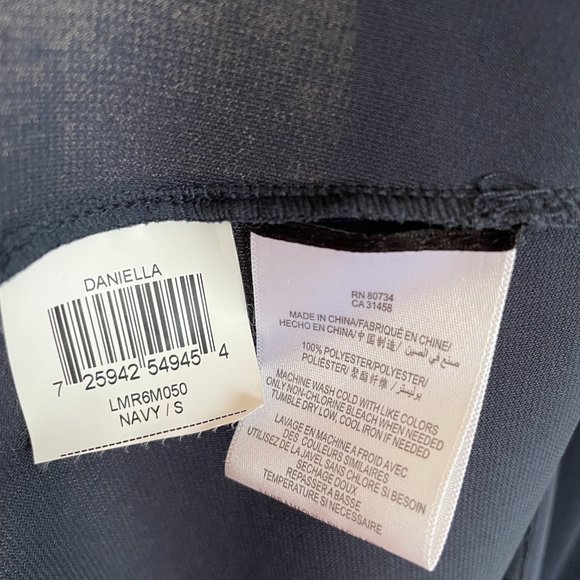 DANIELLA
7 25942 54945 4
LMR6M050
NAVY / S
RN 80734
CA 31458
MADE IN CHINA/FABRIQUÉ EN CHINE/
HECHO EN CHINA/中国制造/ صنع في الصين
100% POLYESTER/POLYESTER/
POLIÉSTER/ 聚酯纤维/ بوليستر
MACHINE WASH COLD WITH LIKE COLORS
ONLY NON-CHLORINE BLEACH WHEN NEEDED
TUMBLE DRY LOW, COOL IRON IF NEEDED
LAVAGE EN MACHINE A FROID AVEC
DES COULEURS SIMILAIRES
UTILISEZ DE LA JAVEL SANS CHLORE SI BESOIN
SECHAGE DOUX
REPASSER A BASSE
TEMPERATUR SI NECESSAIRE